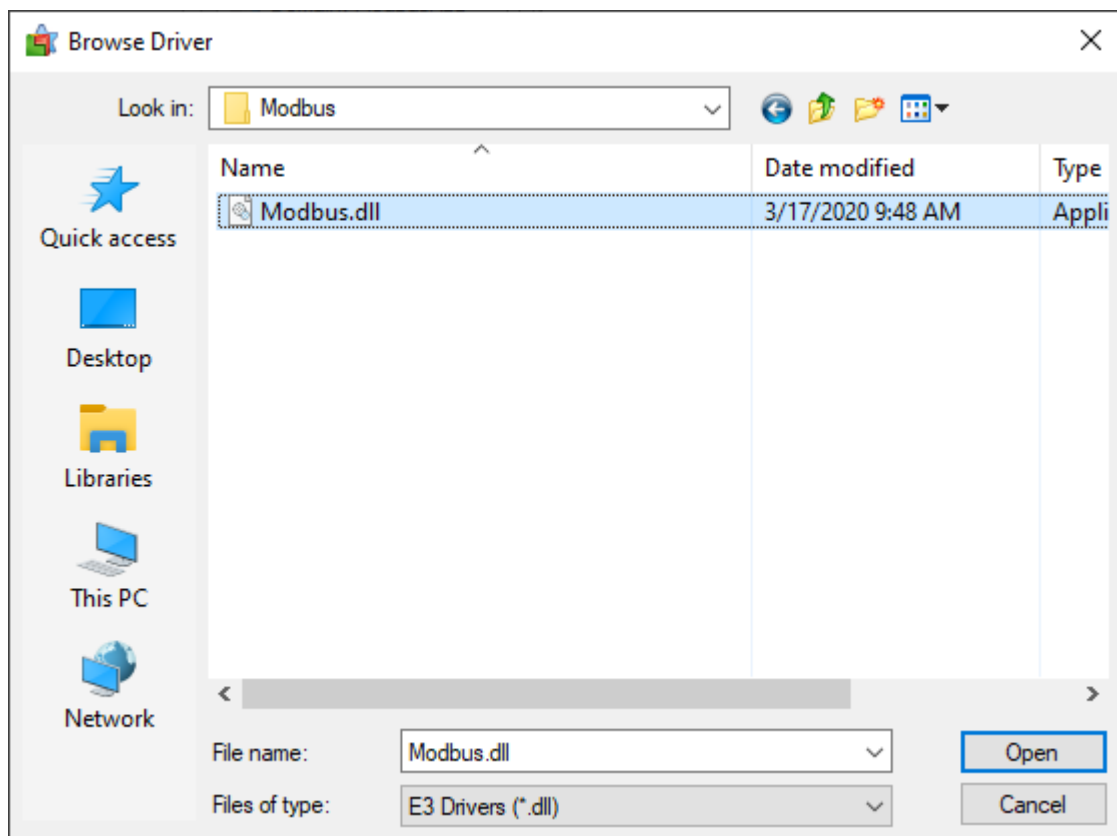 Browse Driver
Look in: Modbus
Name Date modified Type
Modbus.dll 3/17/2020 9:48 AM Appli
Quick access
Desktop
Libraries
This PC
Network
File name: Modbus.dll Open
Files of type: E3 Drivers (*.dll) Cancel